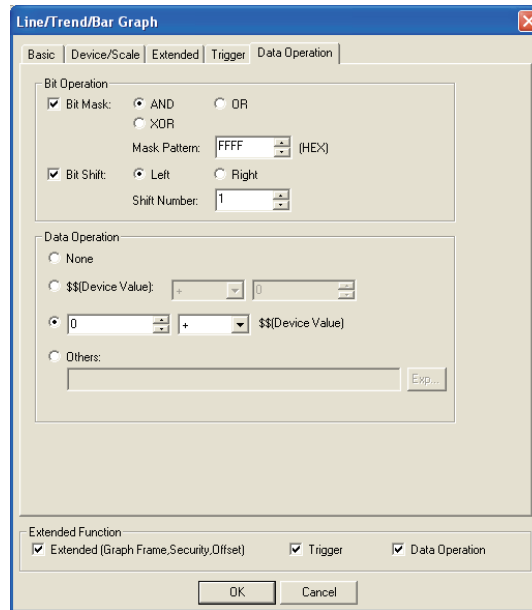 Line/Trend/Bar Graph
Basic Device/Scale Extended Trigger Data Operation
Bit Operation
Bit Mask: AND OR
XOR
Mask Pattern: FFFF (HEX)
Bit Shift: Left Right
Shift Number: 1
Data Operation
None
$$(Device Value): + 0
0 + $$(Device Value)
Others:
Exp...
Extended Function
Extended (Graph Frame,Security,Offset) Trigger Data Operation
OK Cancel